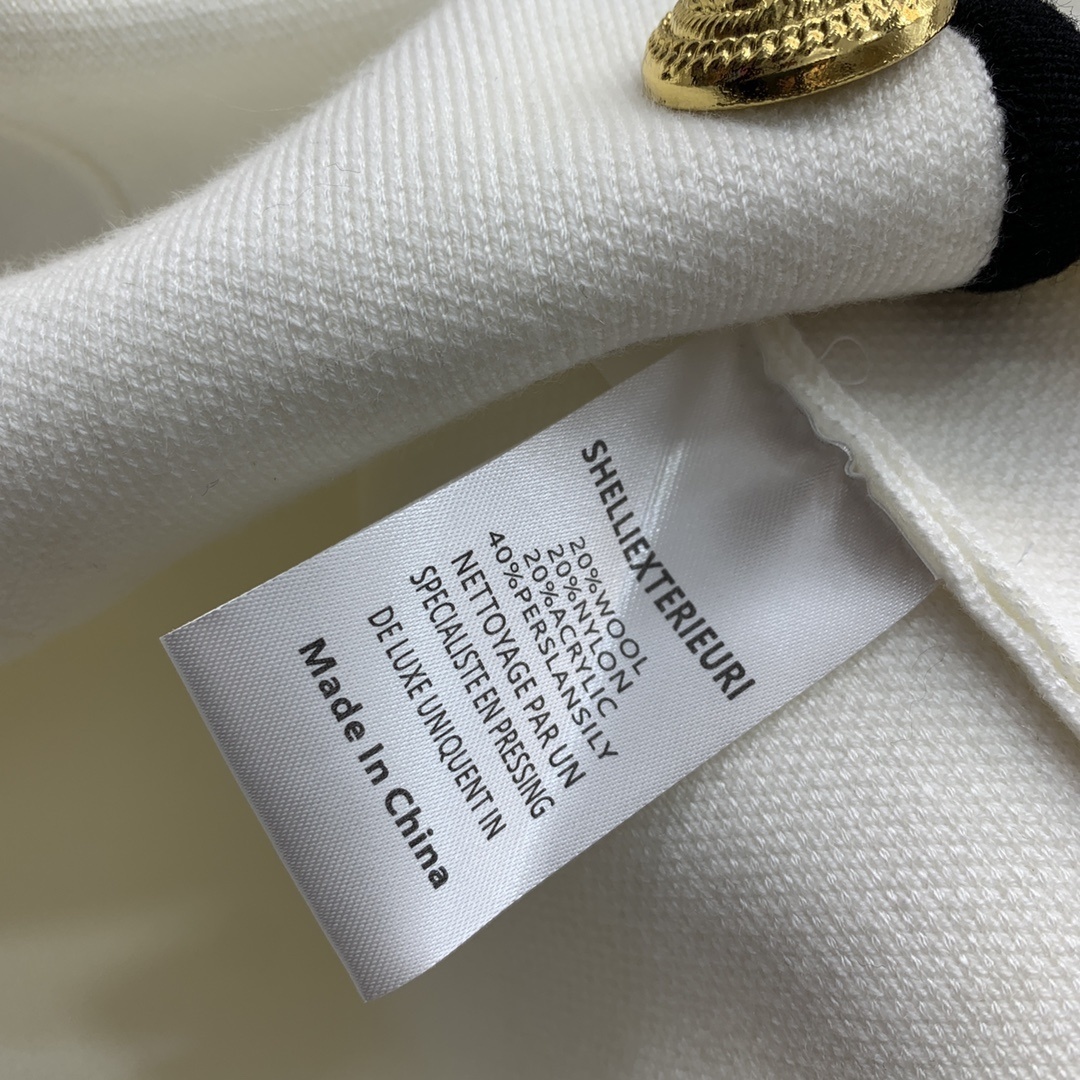 SHELLIEXTERIEURI
20%WOOL
20%NYLON
20%ACRYLIC
40%PERSLANSILY
NETTOYAGE PAR UN
SPECIALISTE EN PRESSING
DE LUXE UNIQUENT IN
Made In China